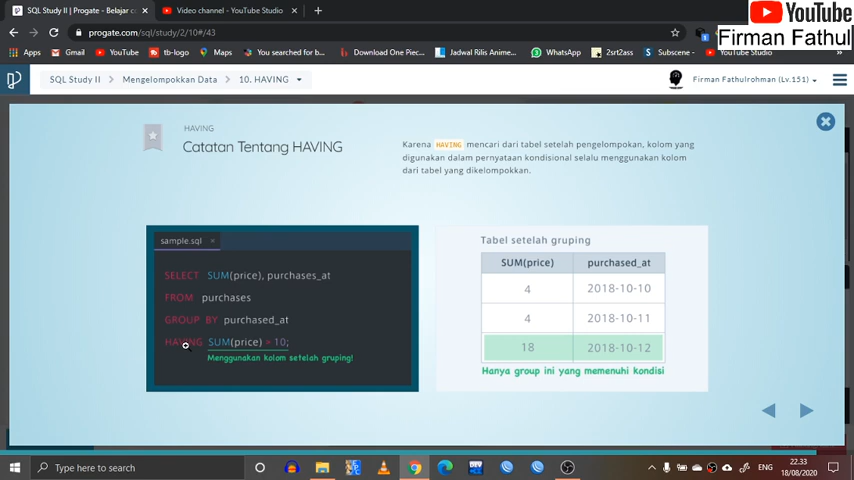 SQL Study II | Progate - Belajar c
Video channel - YouTube Studio
YouTube
Firman Fathul
progate.com/sql/study/2/10#/43
Apps
Gmail
YouTube
tb-logo
Maps
You searched for b...
Download One Piec...
Jadwal Rilis Anime...
WhatsApp
2srt2ass
Subscene -
YouTube Studio
SQL Study II
Mengelompokkan Data
10. HAVING
Firman Fathulrohman (Lv.151)
HAVING
Catatan Tentang HAVING
Karena HAVING mencari dari tabel setelah pengelompokan, kolom yang
digunakan dalam pernyataan kondisional selalu menggunakan kolom
dari tabel yang dikelompokkan.
sample.sql ×
SELECT SUM(price), purchases_at
FROM purchases
GROUP BY purchased_at
HAVING SUM(price) > 10;
Menggunakan kolom setelah gruping!
Tabel setelah gruping
SUM(price) purchased_at
4 2018-10-10
4 2018-10-11
18 2018-10-12
Hanya group ini yang memenuhi kondisi
Type here to search
ENG
22.33
18/08/2020